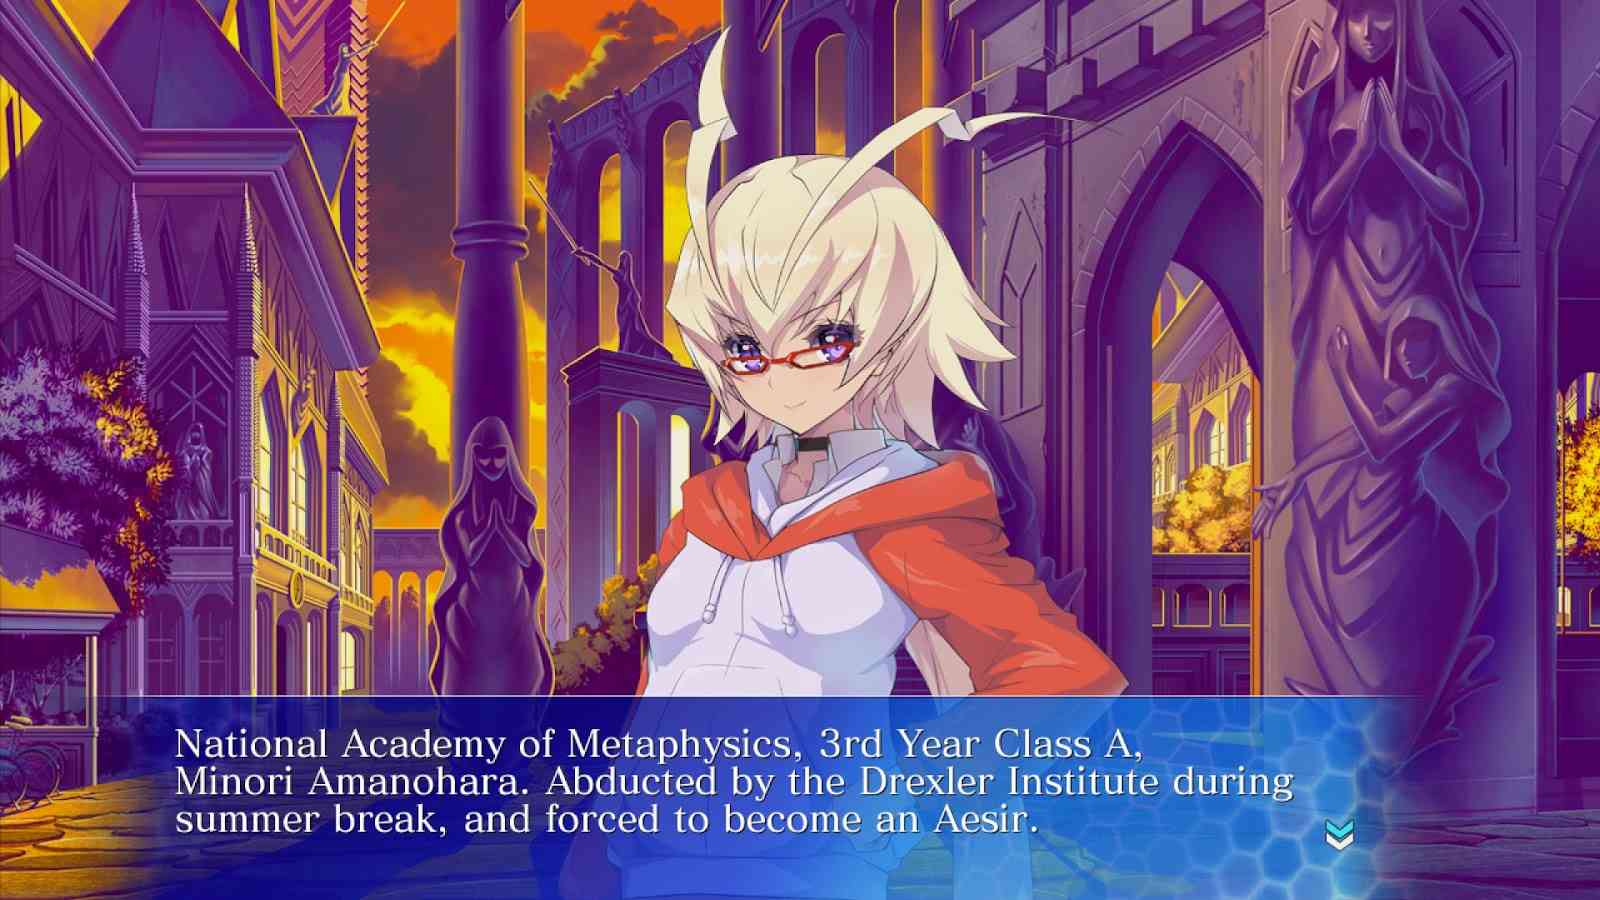 National Academy of Metaphysics, 3rd Year Class A,
Minori Amanohara. Abducted by the Drexler Institute during
summer break, and forced to become an Aesir.